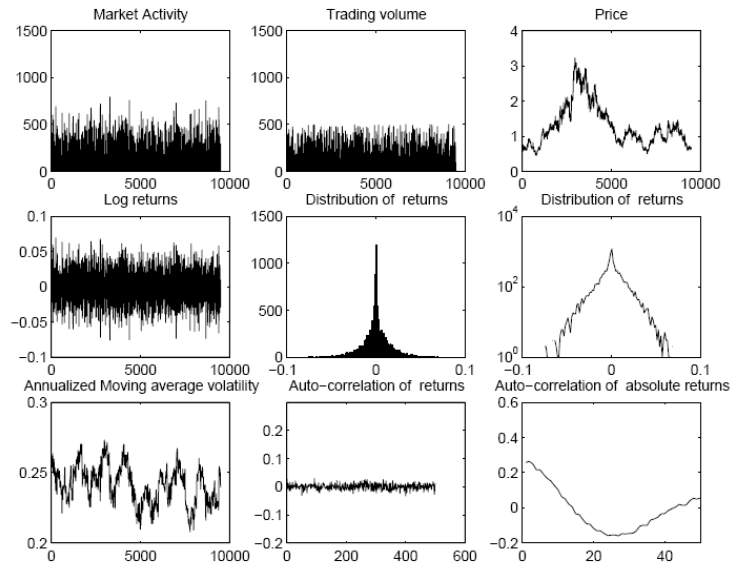 Market Activity
Trading volume
Price
1500
1000
500
0
0 5000 10000
1500
1000
500
0
0 5000 10000
4
3
2
1
0
0 5000 10000
Log returns
Distribution of returns
Distribution of returns
0.1
0.05
0
−0.05
−0.1
0 5000 10000
1500
1000
500
0
−0.1 0 0.1
10^4
10^2
10^0
−0.1 0 0.1
Annualized Moving average volatility
Auto−correlation of returns
Auto−correlation of absolute returns
0.3
0.25
0.2
0 5000 10000
0.2
0.1
0
−0.1
−0.2
0 200 400 600
0.6
0.4
0.2
0
−0.2
0 20 40